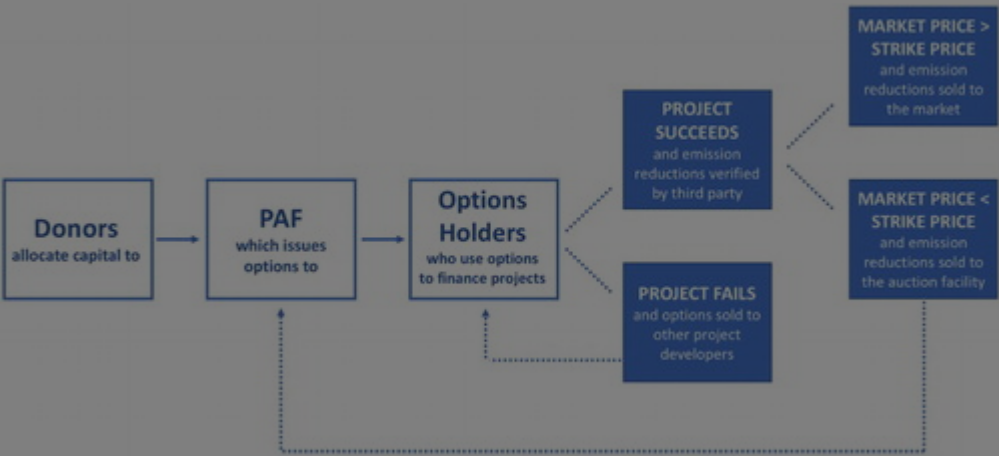 Donors
allocate capital to
PAF
which issues
options to
Options
Holders
who use options
to finance projects
PROJECT
SUCCEEDS
and emission
reductions verified
by third party
PROJECT FAILS
and options sold to
other project
developers
MARKET PRICE >
STRIKE PRICE
and emission
reductions sold to
the market
MARKET PRICE <
STRIKE PRICE
and emission
reductions sold to
the auction facility